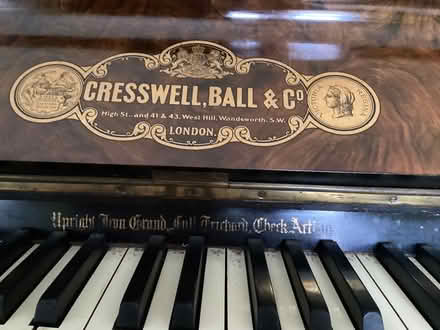 CRESSWELL, BALL & Co
High St., and 41 & 43, West Hill, Wandsworth, S.W.
LONDON.
Upright Iron Grand, Full Trichord, Check Action